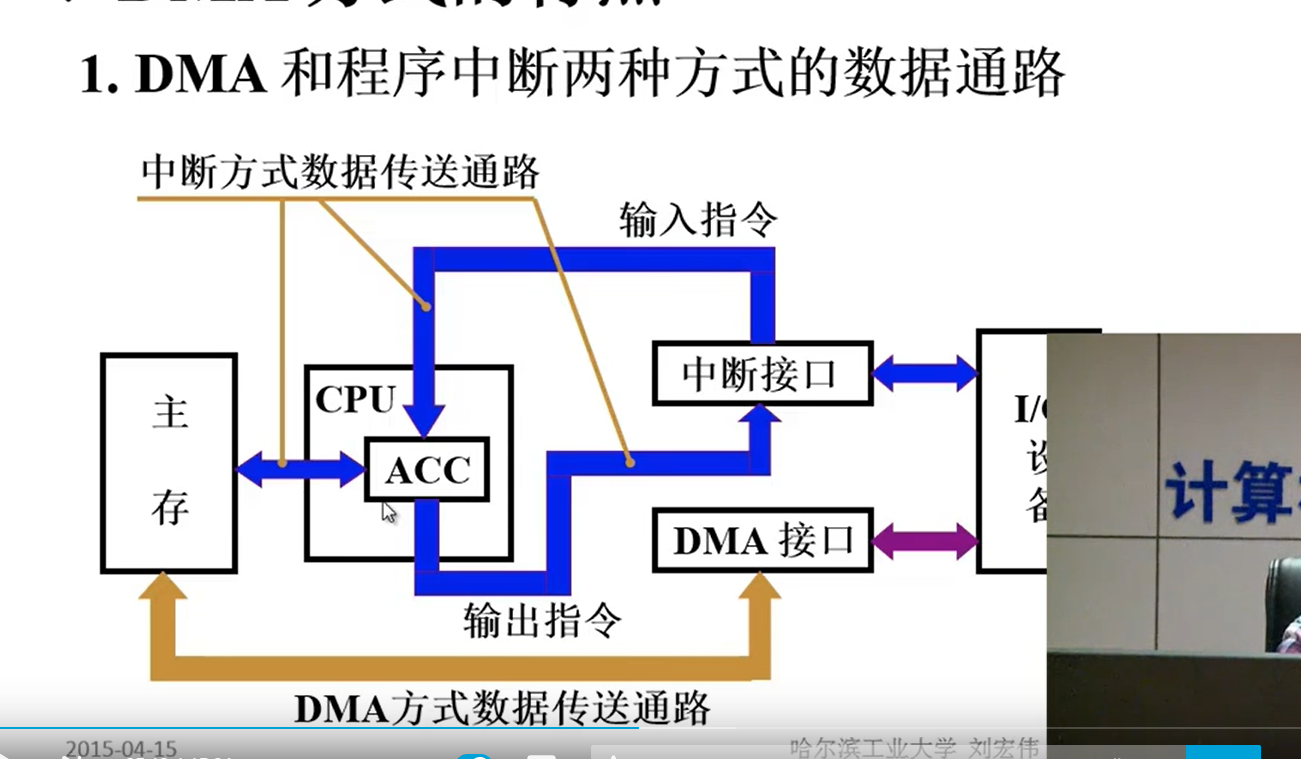 1. DMA 和程序中断两种方式的数据通路
中断方式数据传送通路
输入指令
中断接口
CPU
主存
ACC
设备
DMA 接口
输出指令
DMA方式数据传送通路
计算
2015-04-15
哈尔滨工业大学 刘宏伟